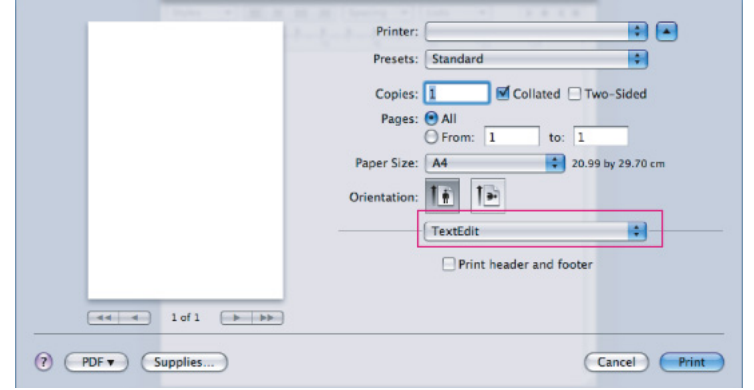 Printer:
Presets: Standard
Copies: 1 Collated Two-Sided
Pages: All
From: 1 to: 1
Paper Size: A4 20.99 by 29.70 cm
Orientation:
TextEdit
Print header and footer
1 of 1
? PDF Supplies... Cancel Print